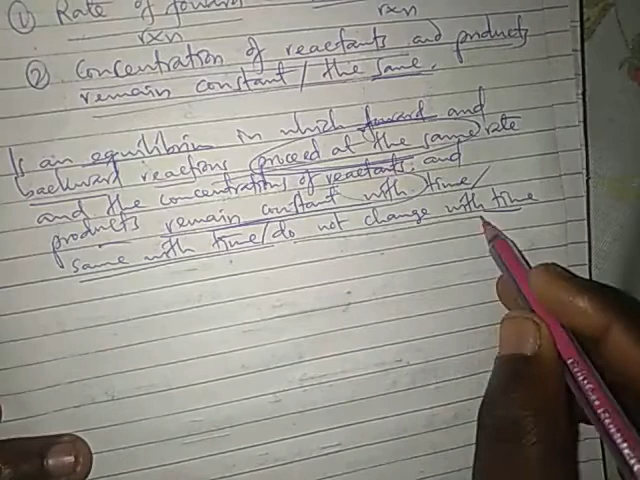 ① Rate of forward
rxn
rxn
② Concentration of reactants and products
remain constant / the same.
Is an equilibrium in which forward and
backward reactions proceed at the same rate
and the concentrations of reactants. and
products remain constant with time/
same with time/do not change with time